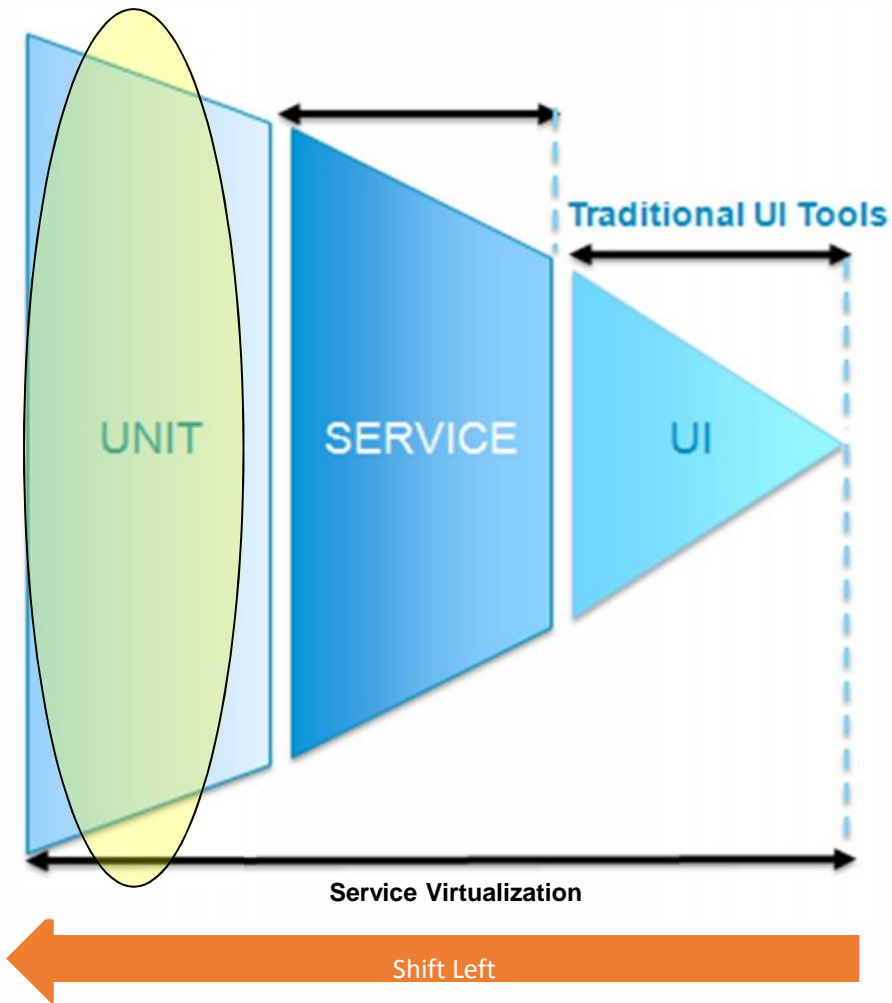 Traditional UI Tools
UNIT
SERVICE
UI
Service Virtualization
Shift Left